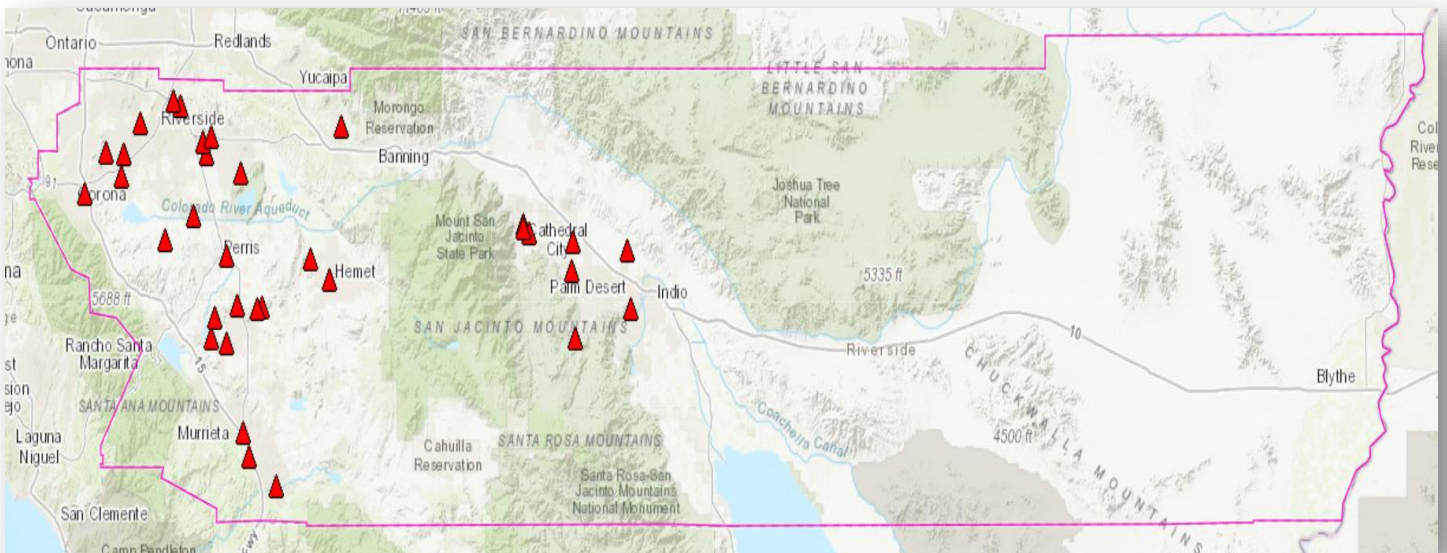 Ontario
Redlands
SAN BERNARDINO MOUNTAINS
Yucaipa
LITTLE SAN
BERNARDINO
MOUNTAINS
Morongo
Reservation
Riverside
Banning
91
Corona
Colorado River Aqueduct
Joshua Tree
National
Park
Mount San
Jacinto
State Park
Cathedral
City
Perris
Hemet
5335 ft
Palm Desert
Indio
5688 ft
SAN JACINTO MOUNTAINS
10
Rancho Santa
Margarita
15
Riverside
CHUCKWALLA MOUNTAINS
Blythe
SANTA ANA MOUNTAINS
Coachella Canal
Murrieta
4500 ft
Laguna
Niguel
Cahuilla
Reservation
SANTA ROSA MOUNTAINS
Santa Rosa-San
Jacinto Mountains
National Monument
San Clemente
Camp Pendleton